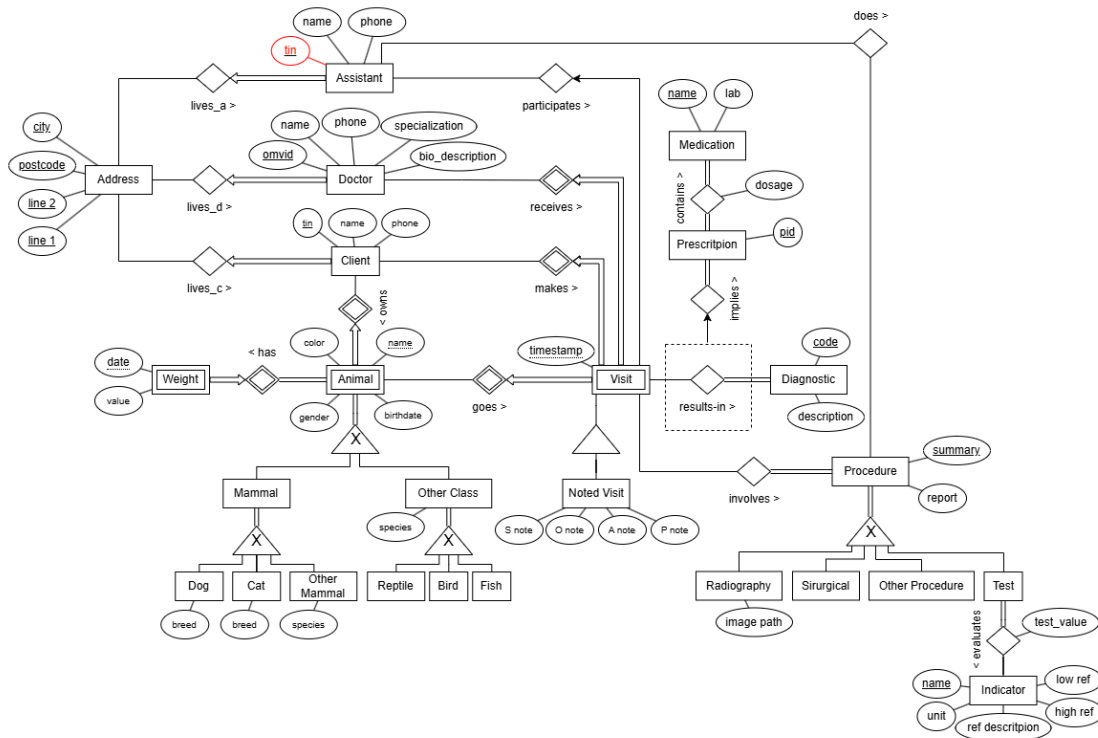 does >
name
phone
tin
Assistant
lives_a >
participates >
name
lab
Medication
city
postcode
Address
line 2
line 1
name
phone
specialization
omvid
bio_description
Doctor
lives_d >
receives >
contains >
dosage
Prescritpion
pid
tin
name
phone
Client
lives_c >
makes >
implies >
< owns
color
name
timestamp
code
date
< has
Weight
Animal
Visit
Diagnostic
value
goes >
results-in >
gender
birthdate
description
X
summary
Mammal
Other Class
Noted Visit
involves >
Procedure
report
species
S note
O note
A note
P note
X
X
X
Dog
Cat
Other
Mammal
Reptile
Bird
Fish
Radiography
Sirurgical
Other Procedure
Test
breed
breed
species
image path
< evaluates
test_value
name
Indicator
low ref
unit
ref descritpion
high ref